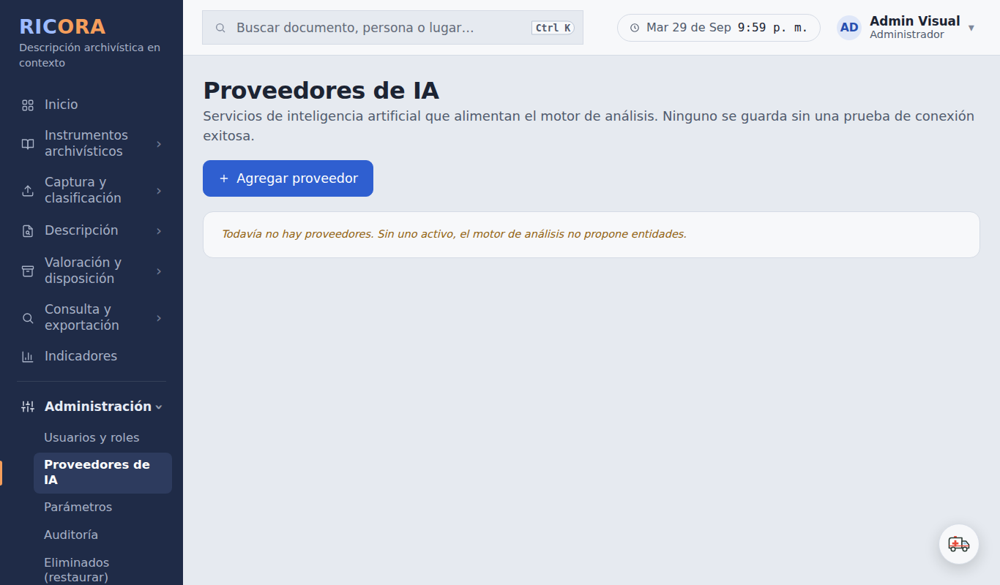 RICORA
Descripción archivística en
contexto
Inicio
Instrumentos
archivísticos
Captura y
clasificación
Descripción
Valoración y
disposición
Consulta y
exportación
Indicadores
Administración
Usuarios y roles
Proveedores de
IA
Parámetros
Auditoría
Eliminados
(restaurar)
Buscar documento, persona o lugar…
Ctrl K
Mar 29 de Sep 9:59 p. m.
AD
Admin Visual
Administrador
Proveedores de IA
Servicios de inteligencia artificial que alimentan el motor de análisis. Ninguno se guarda sin una prueba de conexión
exitosa.
+ Agregar proveedor
Todavía no hay proveedores. Sin uno activo, el motor de análisis no propone entidades.